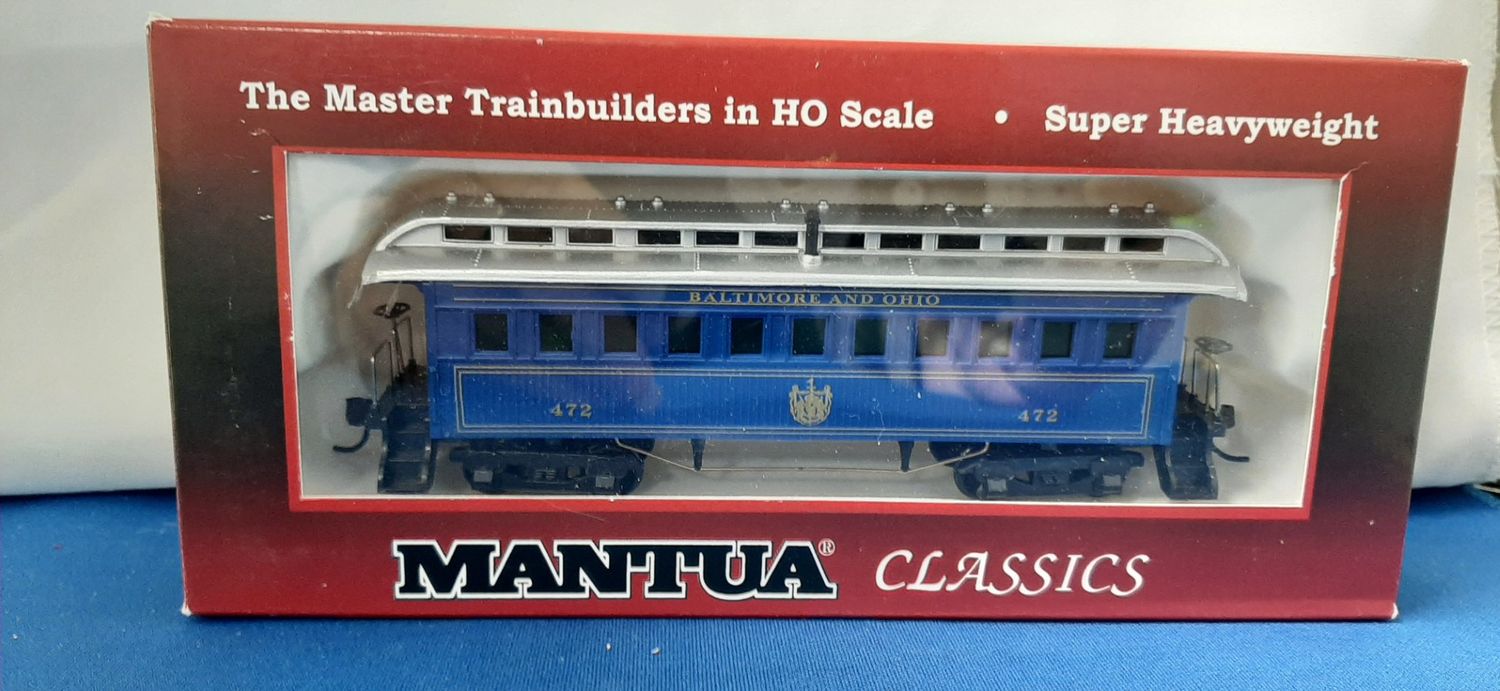 The Master Trainbuilders in HO Scale • Super Heavyweight
BALTIMORE AND OHIO
472 472
MANTUA® CLASSICS